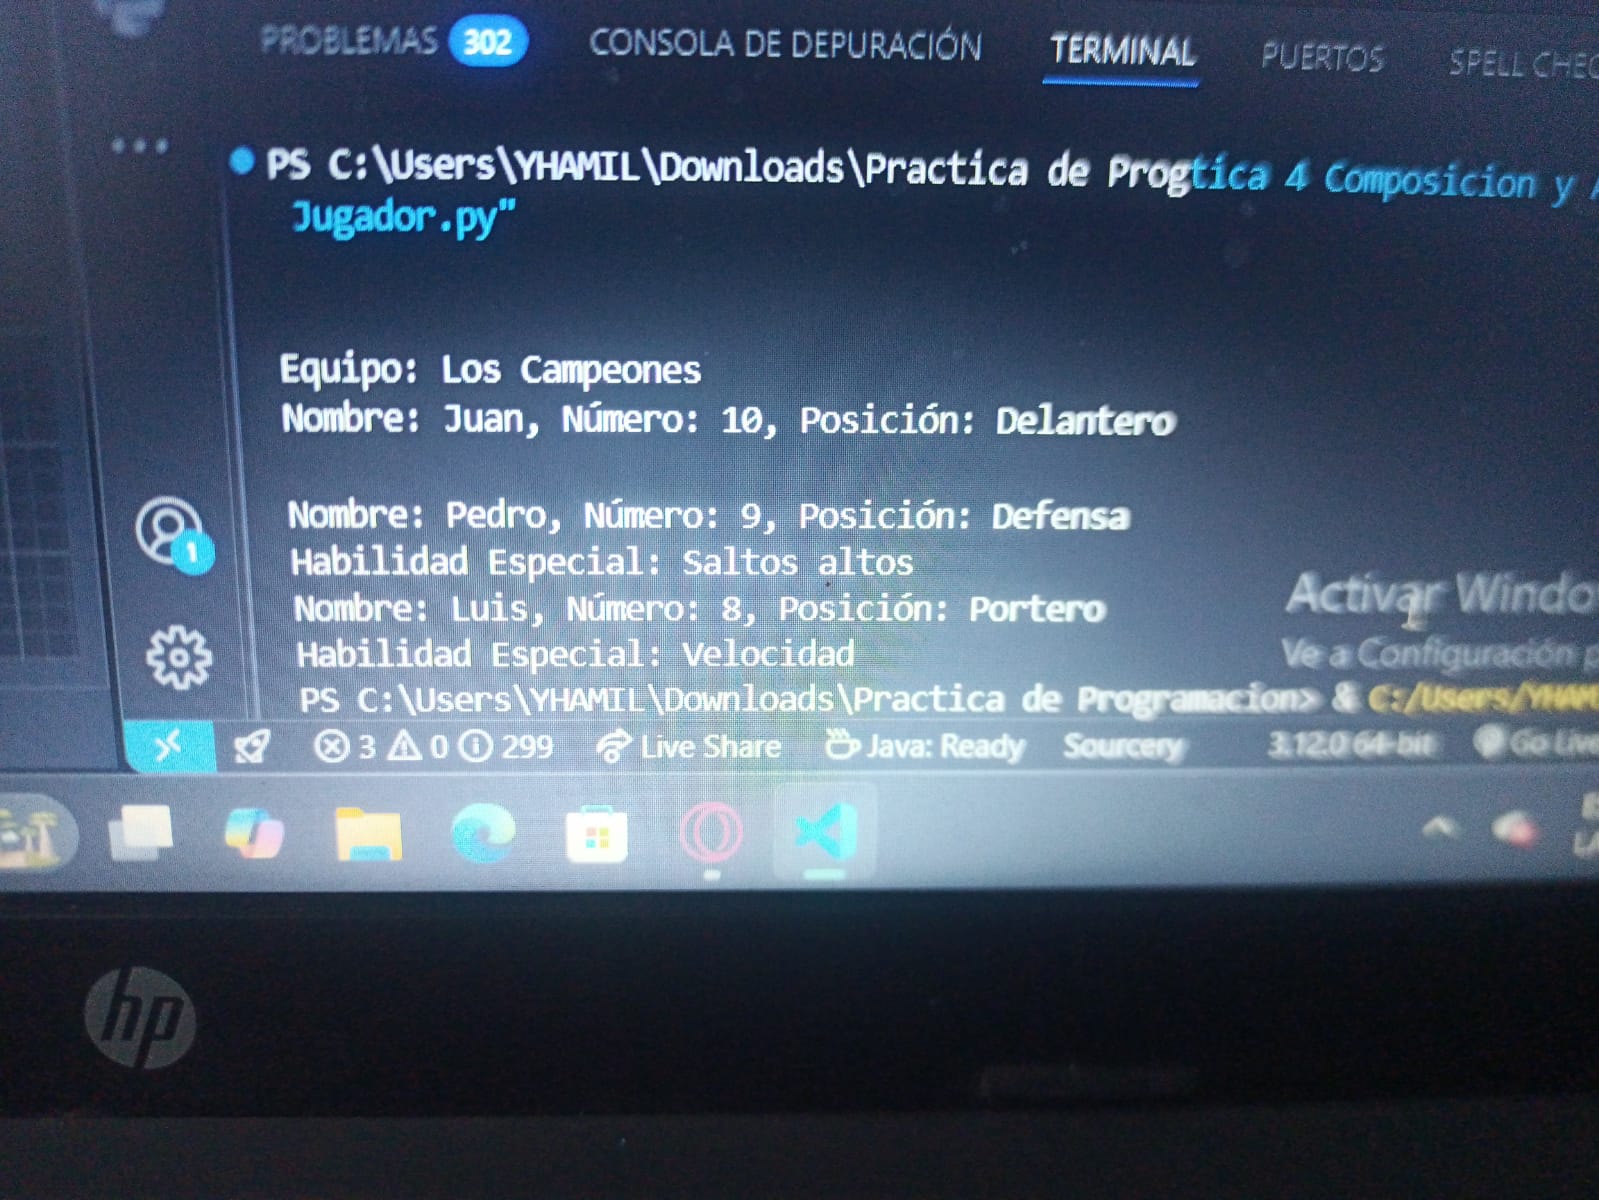 PROBLEMAS 302 CONSOLA DE DEPURACIÓN TERMINAL PUERTOS SPELL CHEC
PS C:\Users\YHAMIL\Downloads\Practica de Progtica 4 Composicion y A
Jugador.py"
Equipo: Los Campeones
Nombre: Juan, Número: 10, Posición: Delantero
Nombre: Pedro, Número: 9, Posición: Defensa
Habilidad Especial: Saltos altos
Nombre: Luis, Número: 8, Posición: Portero
Habilidad Especial: Velocidad
PS C:\Users\YHAMIL\Downloads\Practica de Programacion> & C:/Users/YHAM
1
Activar Windo
Ve a Configuración p
3 0 299 Live Share Java: Ready Sourcery 3.12.0 64-bit Go Live
LA
hp